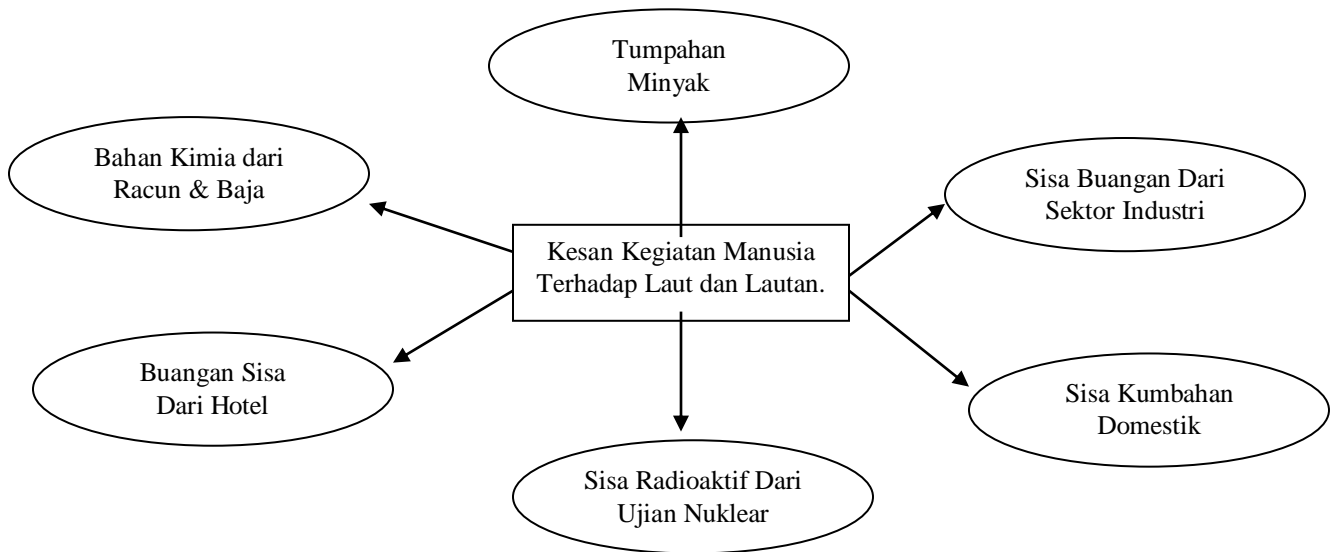 Tumpahan
Minyak
Bahan Kimia dari
Racun & Baja
Sisa Buangan Dari
Sektor Industri
Kesan Kegiatan Manusia
Terhadap Laut dan Lautan.
Buangan Sisa
Dari Hotel
Sisa Kumbahan
Domestik
Sisa Radioaktif Dari
Ujian Nuklear